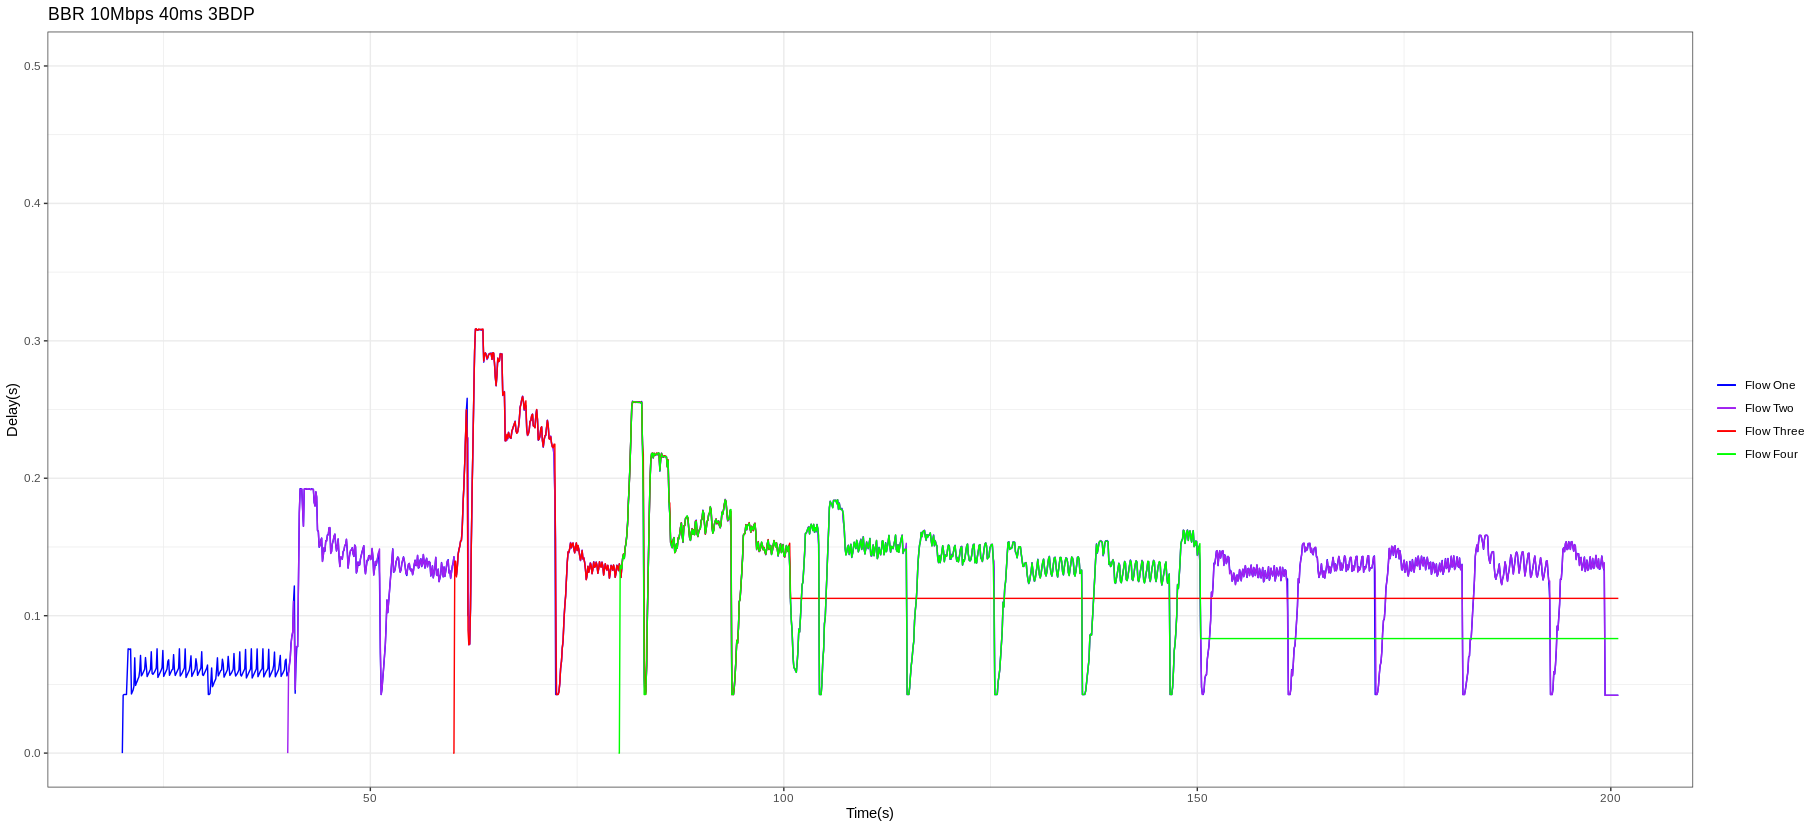 BBR 10Mbps 40ms 3BDP
0.5
0.4
0.3
0.2
0.1
0.0
Delay(s)
50
100
150
200
Time(s)
Flow One
Flow Two
Flow Three
Flow Four